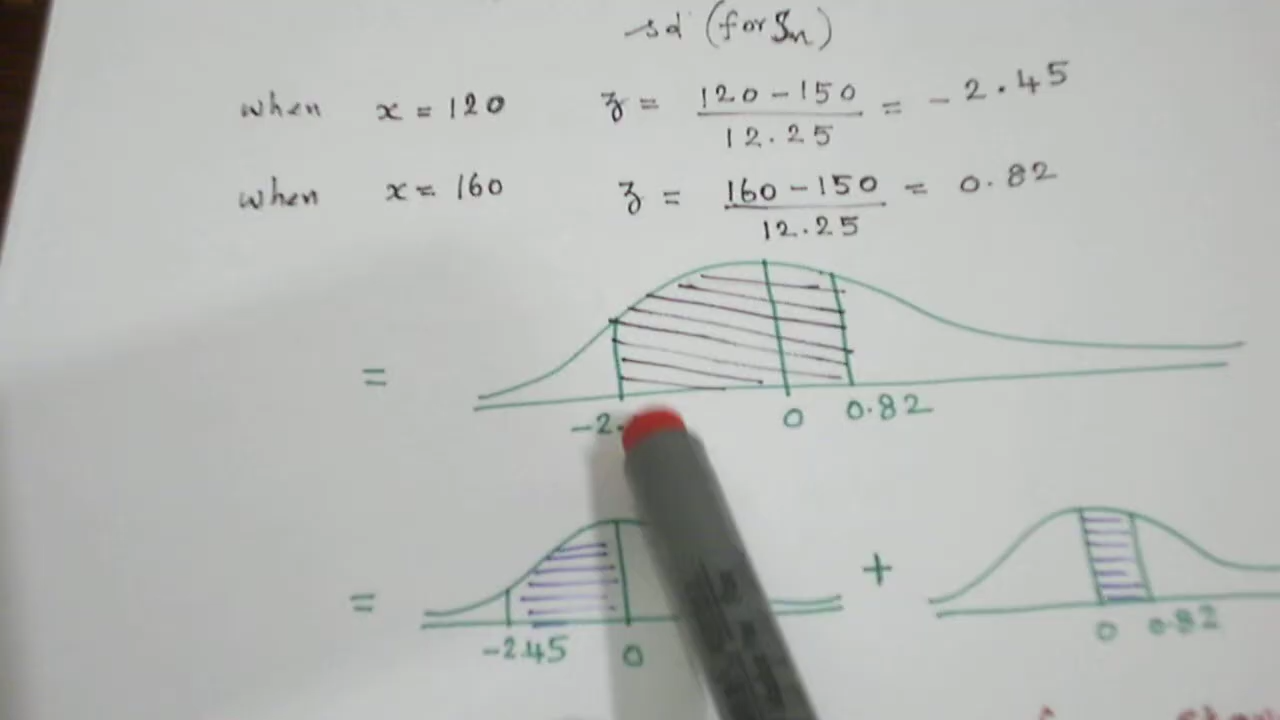 sd (for Sn)
when x = 120 z = 120 - 150 / 12.25 = - 2.45
when x = 160 z = 160 - 150 / 12.25 = 0.82
=
-2. 0 0.82
= +
-2.45 0 0 0.82